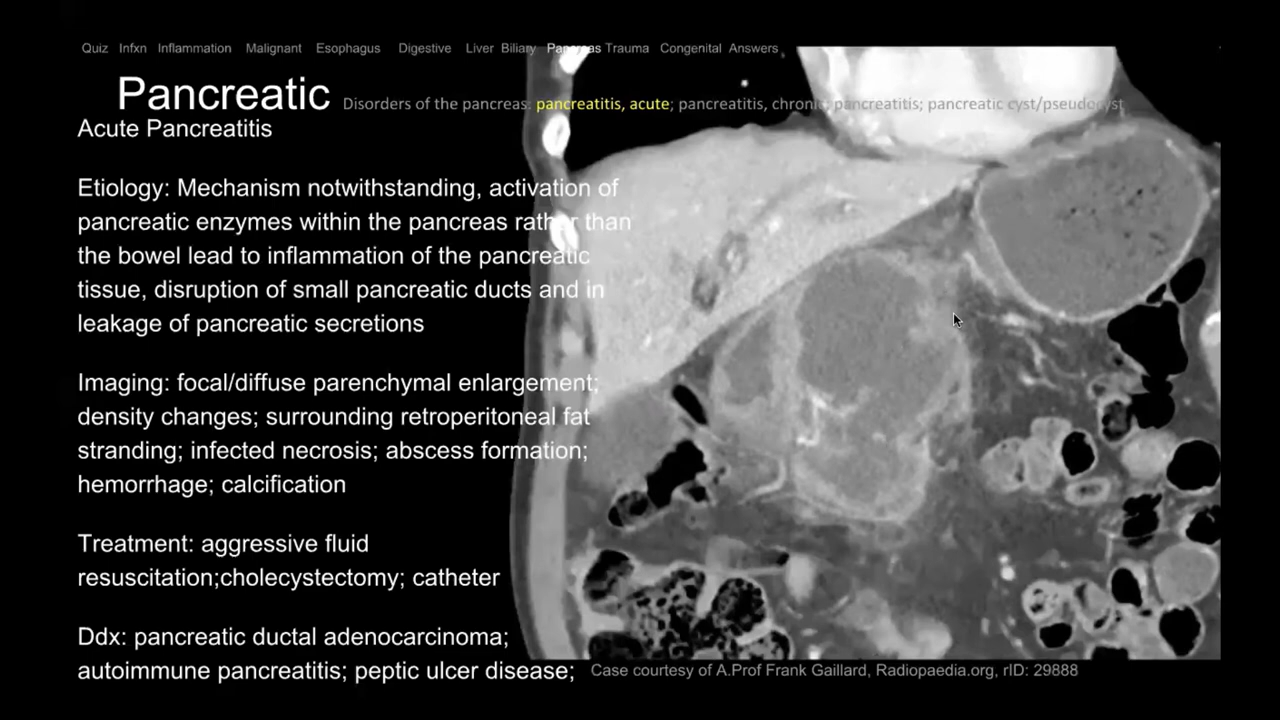 Quiz Infxn Inflammation Malignant Esophagus Digestive Liver Biliary Pancreas Trauma Congenital Answers
Pancreatic Disorders of the pancreas: pancreatitis, acute; pancreatitis, chronic pancreatitis; pancreatic cyst/pseudocyst
Acute Pancreatitis
Etiology: Mechanism notwithstanding, activation of
pancreatic enzymes within the pancreas rather than
the bowel lead to inflammation of the pancreatic
tissue, disruption of small pancreatic ducts and in
leakage of pancreatic secretions
Imaging: focal/diffuse parenchymal enlargement;
density changes; surrounding retroperitoneal fat
stranding; infected necrosis; abscess formation;
hemorrhage; calcification
Treatment: aggressive fluid
resuscitation;cholecystectomy; catheter
Ddx: pancreatic ductal adenocarcinoma;
autoimmune pancreatitis; peptic ulcer disease;
Case courtesy of A.Prof Frank Gaillard, Radiopaedia.org, rID: 29888